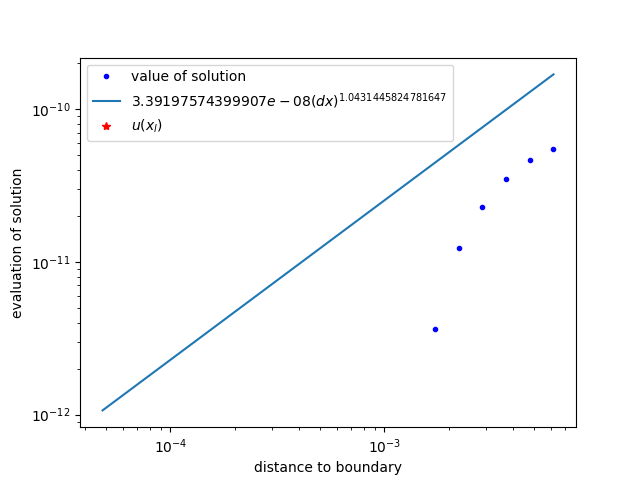 value of solution
3.39197574399907e − 08(dx)^1.0431445824781647
u(x_l)
10^−10
10^−11
10^−12
evaluation of solution
10^−4
10^−3
distance to boundary